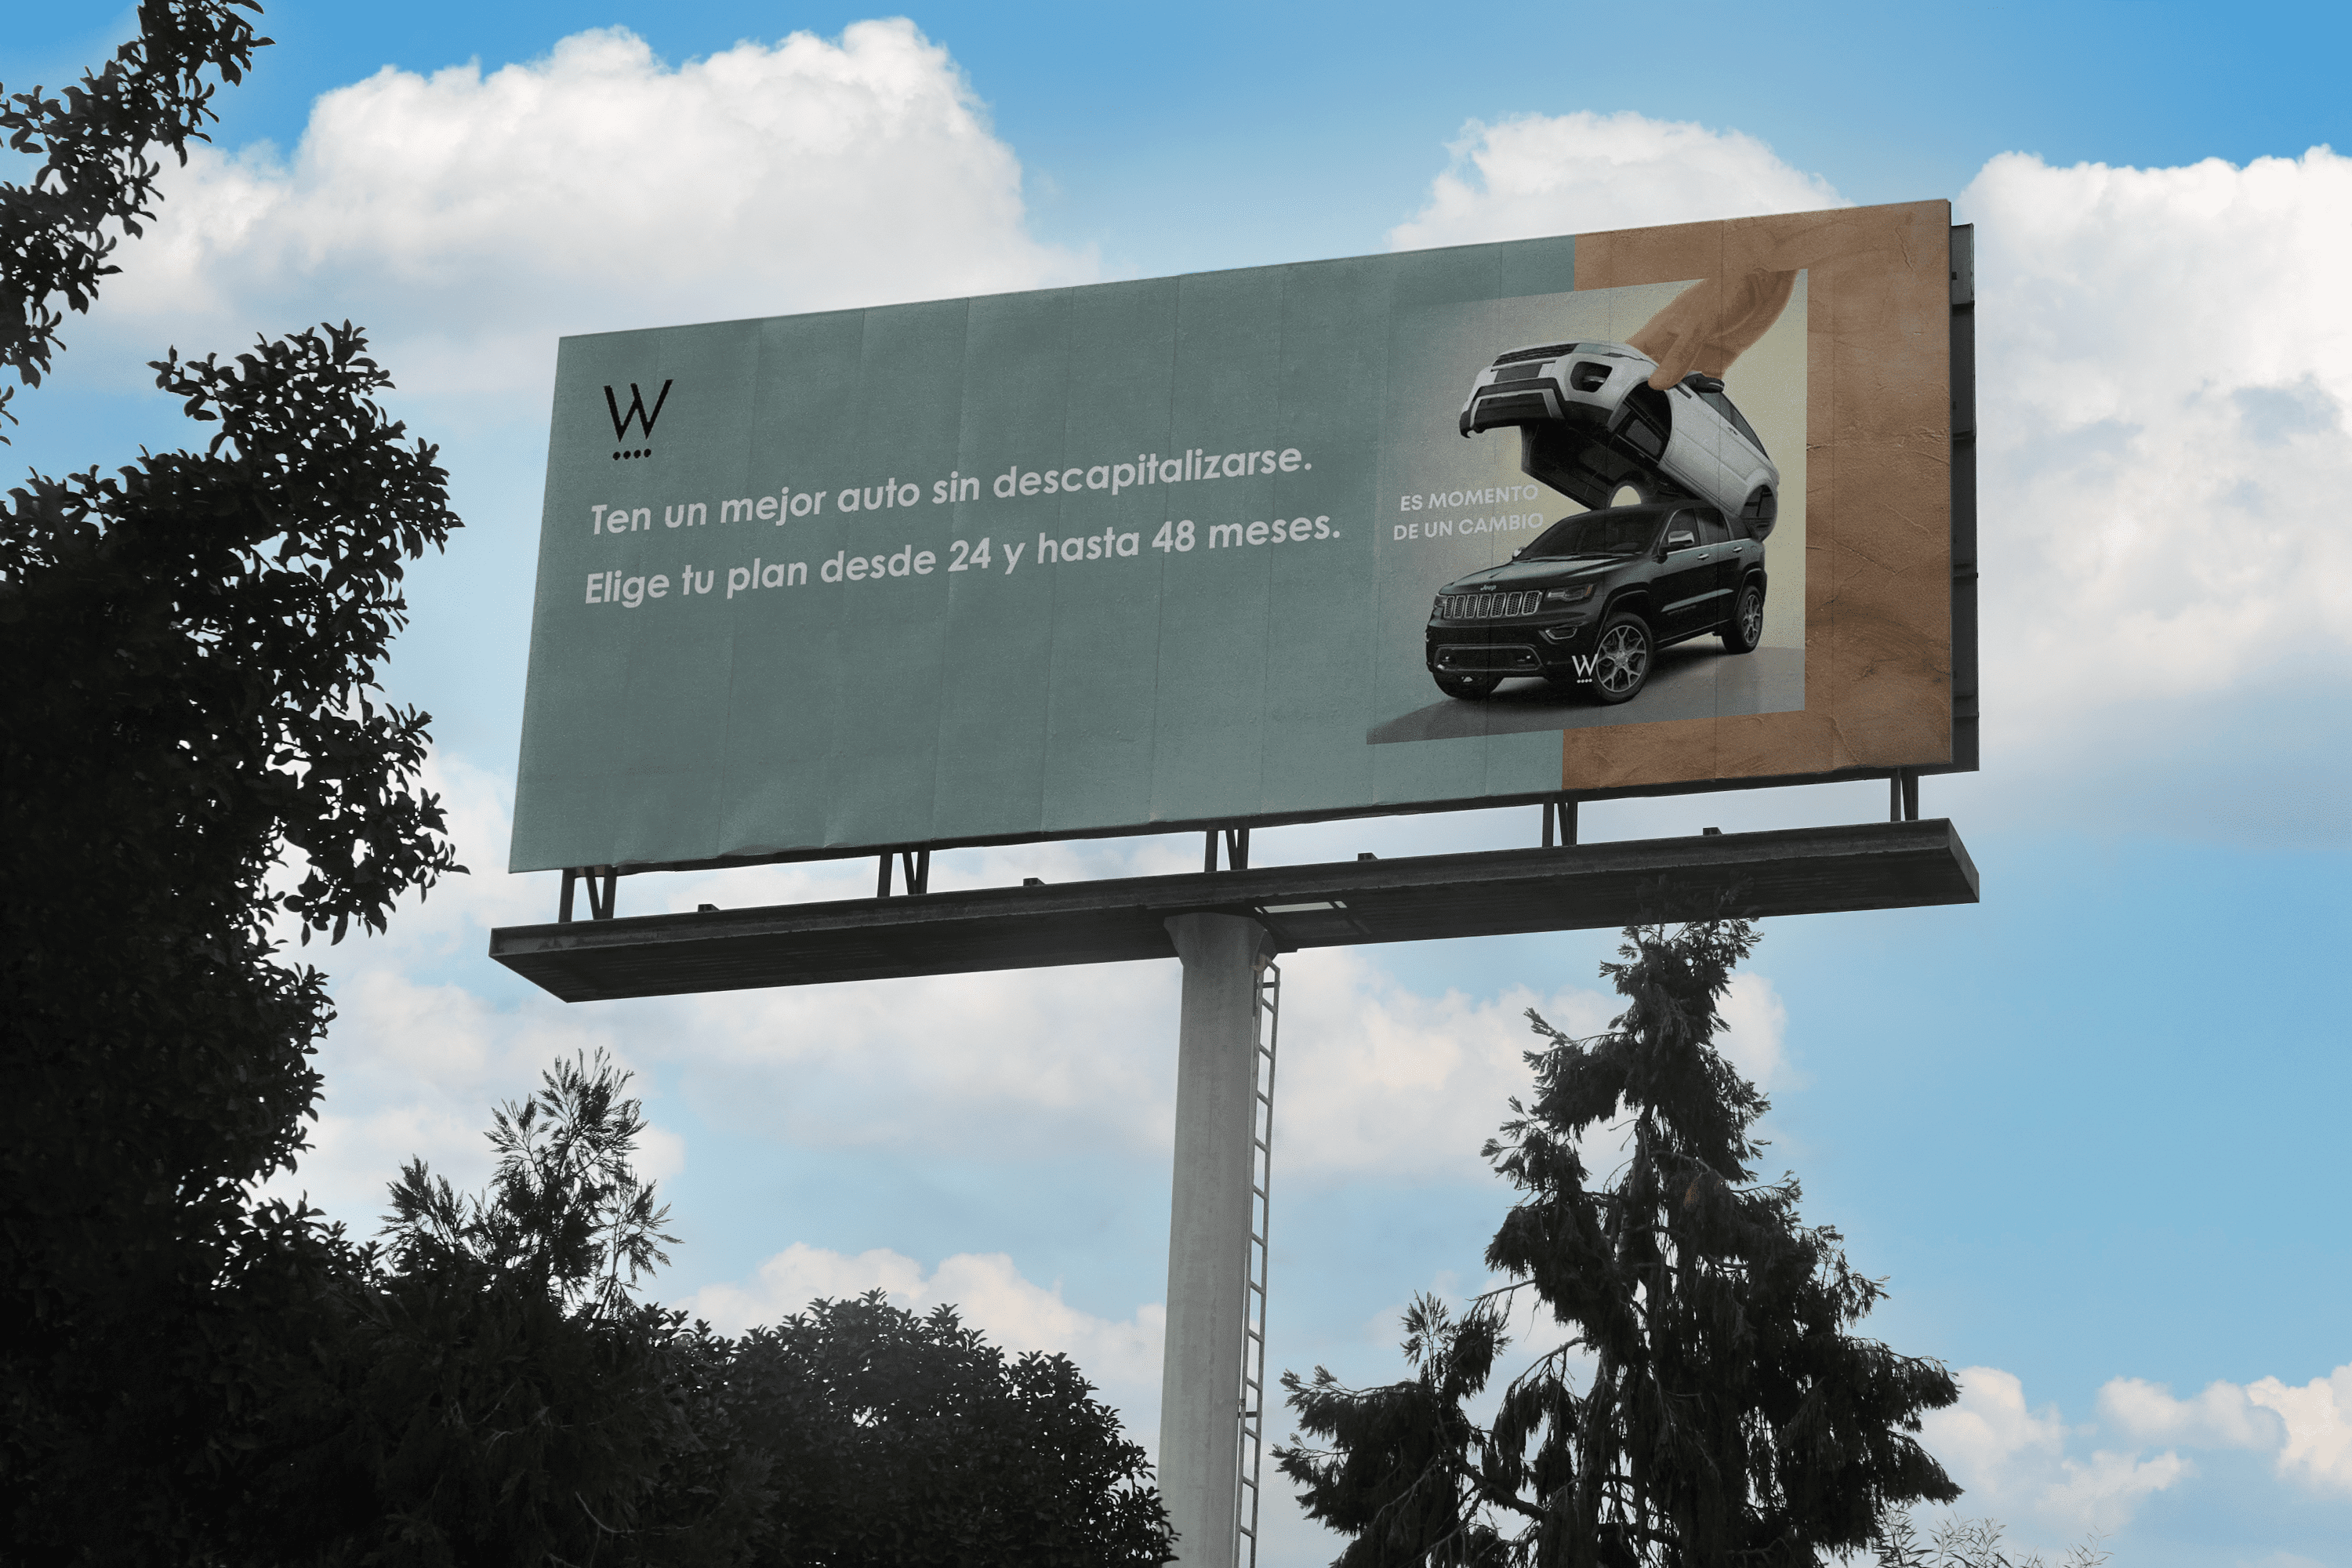 W
Ten un mejor auto sin descapitalizarse.
Elige tu plan desde 24 y hasta 48 meses.
ES MOMENTO
DE UN CAMBIO
Jeep
W